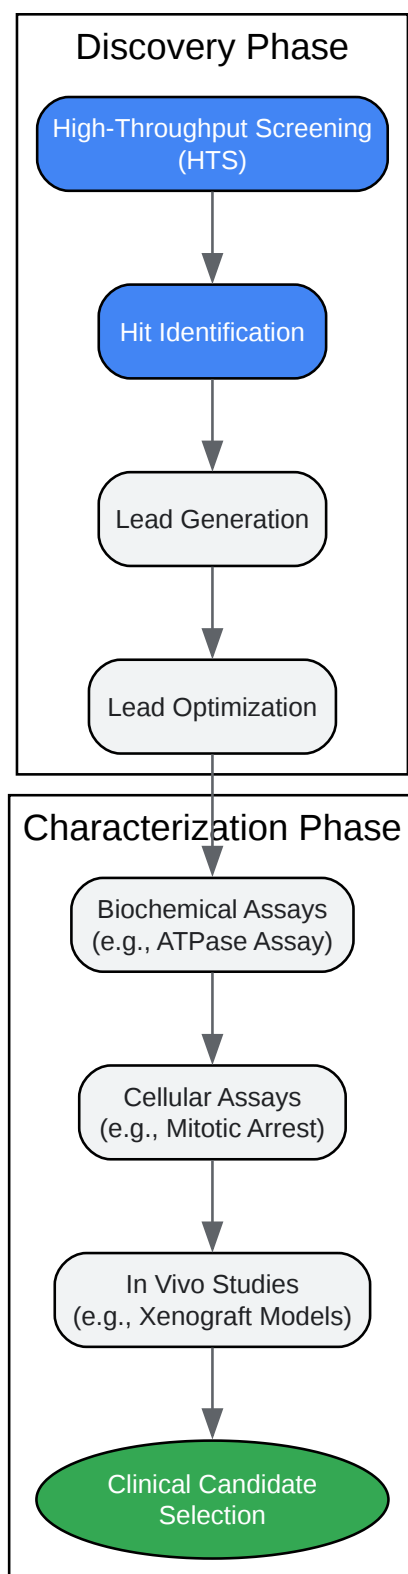 Discovery Phase
High-Throughput Screening
(HTS)
Hit Identification
Lead Generation
Lead Optimization
Characterization Phase
Biochemical Assays
(e.g., ATPase Assay)
Cellular Assays
(e.g., Mitotic Arrest)
In Vivo Studies
(e.g., Xenograft Models)
Clinical Candidate
Selection